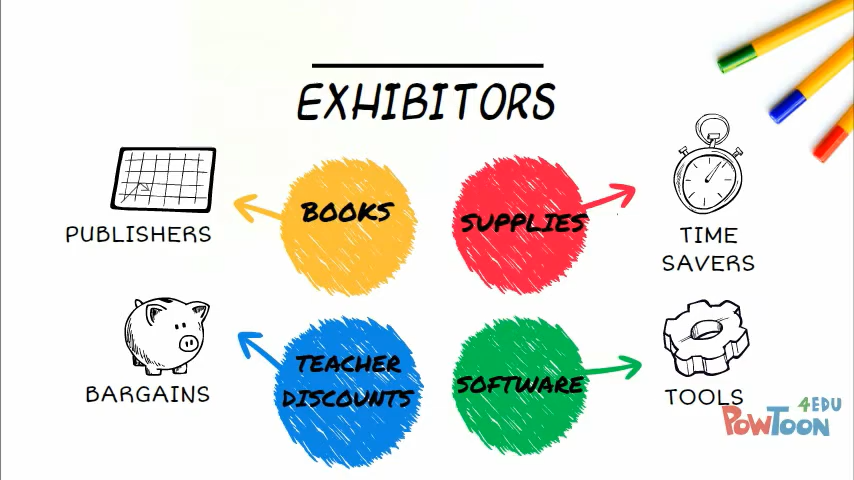 EXHIBITORS
BOOKS
SUPPLIES
PUBLISHERS
TIME
SAVERS
TEACHER
DISCOUNTS
SOFTWARE
BARGAINS
TOOLS
4EDU
POWTOON